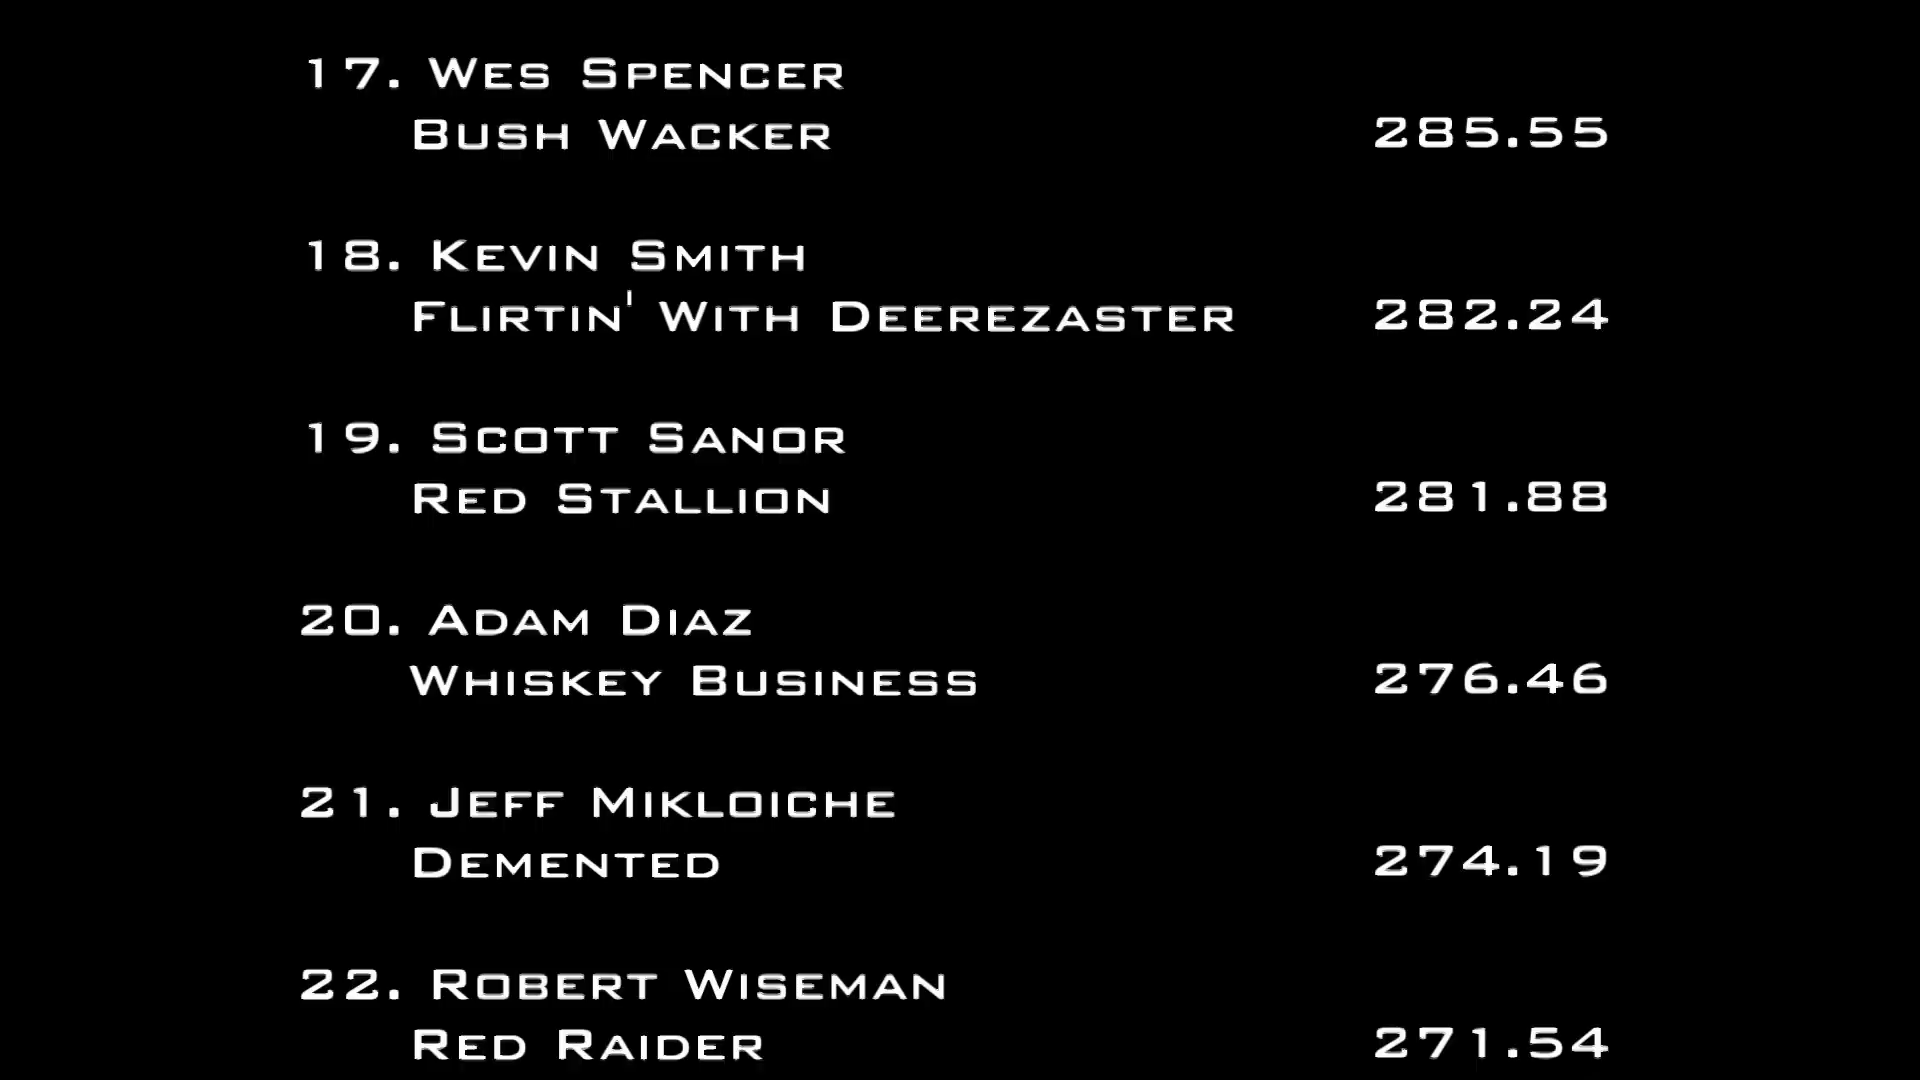 17. Wes Spencer
Bush Wacker 285.55
18. Kevin Smith
Flirtin' With Deerezaster 282.24
19. Scott Sanor
Red Stallion 281.88
20. Adam Diaz
Whiskey Business 276.46
21. Jeff Mikloiche
Demented 274.19
22. Robert Wiseman
Red Raider 271.54